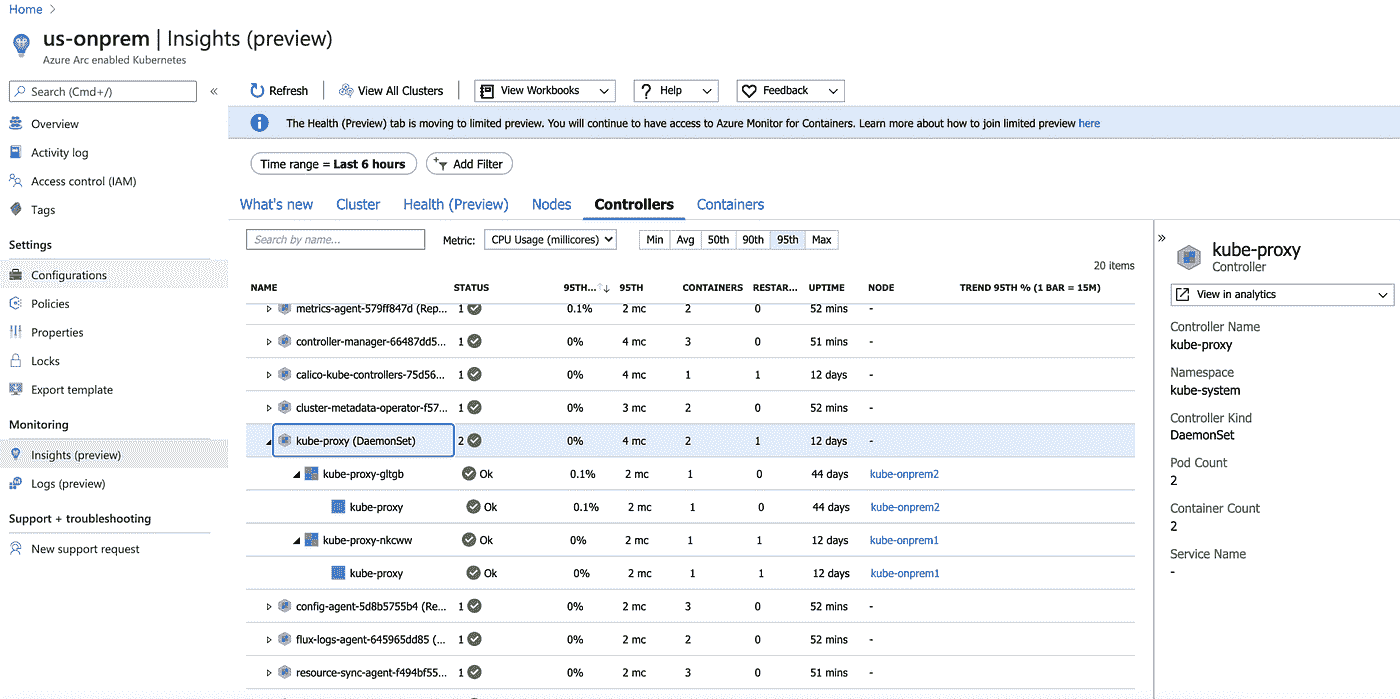 Home >
us-onprem | Insights (preview)
Azure Arc enabled Kubernetes
Search (Cmd+/)
«
Overview
Activity log
Access control (IAM)
Tags
Settings
Configurations
Policies
Properties
Locks
Export template
Monitoring
Insights (preview)
Logs (preview)
Support + troubleshooting
New support request
Refresh
View All Clusters
View Workbooks
? Help
Feedback
The Health (Preview) tab is moving to limited preview. You will continue to have access to Azure Monitor for Containers. Learn more about how to join limited preview here
Time range = Last 6 hours
Add Filter
What's new Cluster Health (Preview) Nodes Controllers Containers
Search by name...
Metric: CPU Usage (millicores)
Min Avg 50th 90th 95th Max
20 items
NAME STATUS 95TH... ↑↓ 95TH CONTAINERS RESTAR... UPTIME NODE TREND 95TH % (1 BAR = 15M)
metrics-agent-579ff847d (Rep... 1 0.1% 2 mc 2 0 52 mins -
controller-manager-66487dd5... 1 0% 4 mc 3 0 51 mins -
calico-kube-controllers-75d56... 1 0% 4 mc 1 1 12 days -
cluster-metadata-operator-f57... 1 0% 3 mc 2 0 52 mins -
kube-proxy (DaemonSet) 2 0% 4 mc 2 1 12 days -
kube-proxy-gltgb Ok 0.1% 2 mc 1 0 44 days kube-onprem2
kube-proxy Ok 0.1% 2 mc 1 0 44 days kube-onprem2
kube-proxy-nkcww Ok 0% 2 mc 1 1 12 days kube-onprem1
kube-proxy Ok 0% 2 mc 1 1 12 days kube-onprem1
config-agent-5d8b5755b4 (Re... 1 0% 2 mc 3 0 52 mins -
flux-logs-agent-645965dd85 (... 1 0% 2 mc 2 0 52 mins -
resource-sync-agent-f494bf55... 1 0% 2 mc 3 0 51 mins -
»
kube-proxy
Controller
View in analytics
Controller Name
kube-proxy
Namespace
kube-system
Controller Kind
DaemonSet
Pod Count
2
Container Count
2
Service Name
-